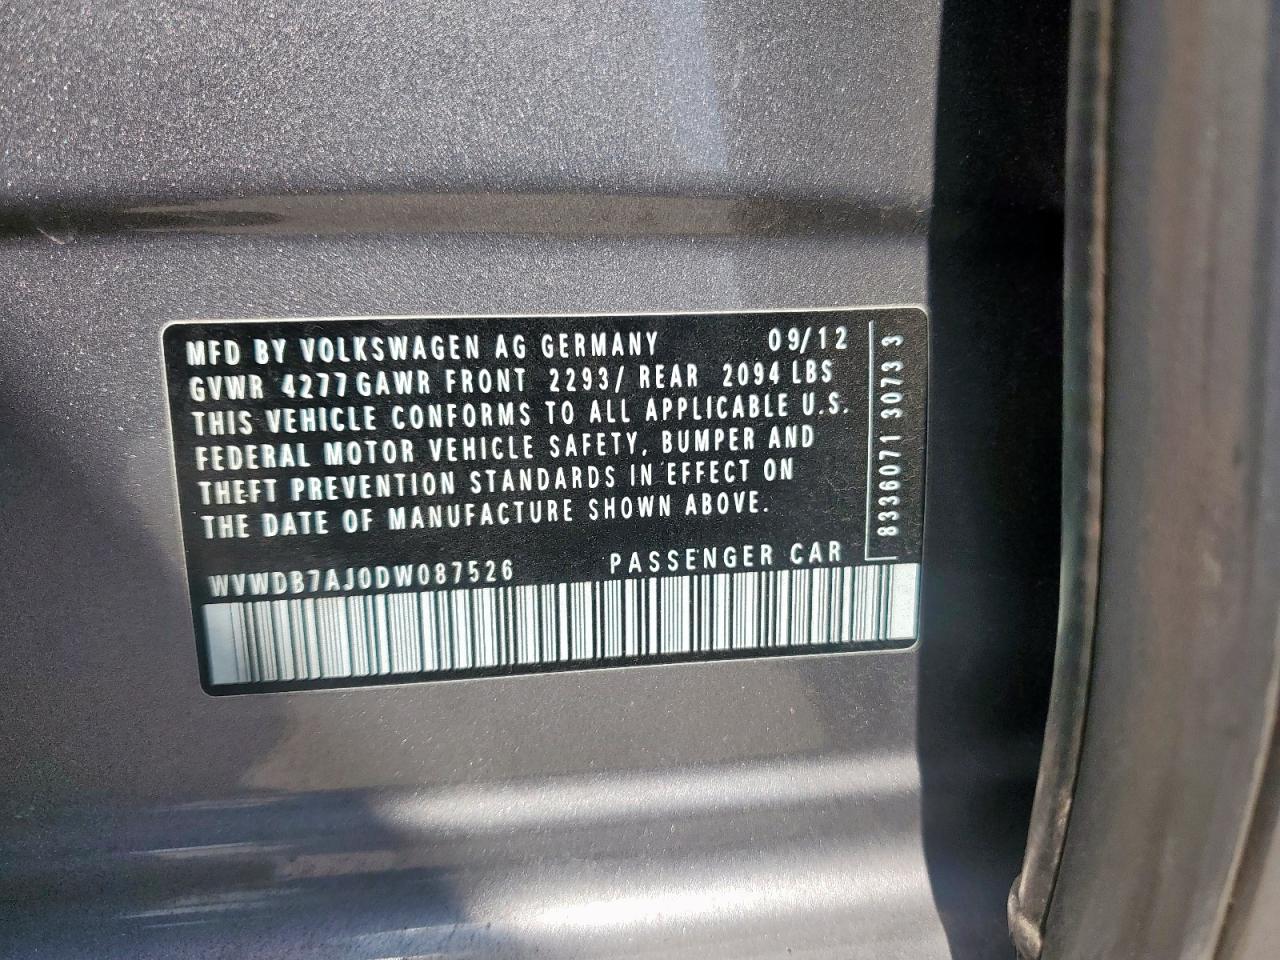 MFD BY VOLKSWAGEN AG GERMANY 09/12
GVWR 4277 GAWR FRONT 2293/ REAR 2094 LBS
THIS VEHICLE CONFORMS TO ALL APPLICABLE U.S.
FEDERAL MOTOR VEHICLE SAFETY, BUMPER AND
THEFT PREVENTION STANDARDS IN EFFECT ON
THE DATE OF MANUFACTURE SHOWN ABOVE.
WVWDB7AJ0DW087526 PASSENGER CAR
8336071 3073 3